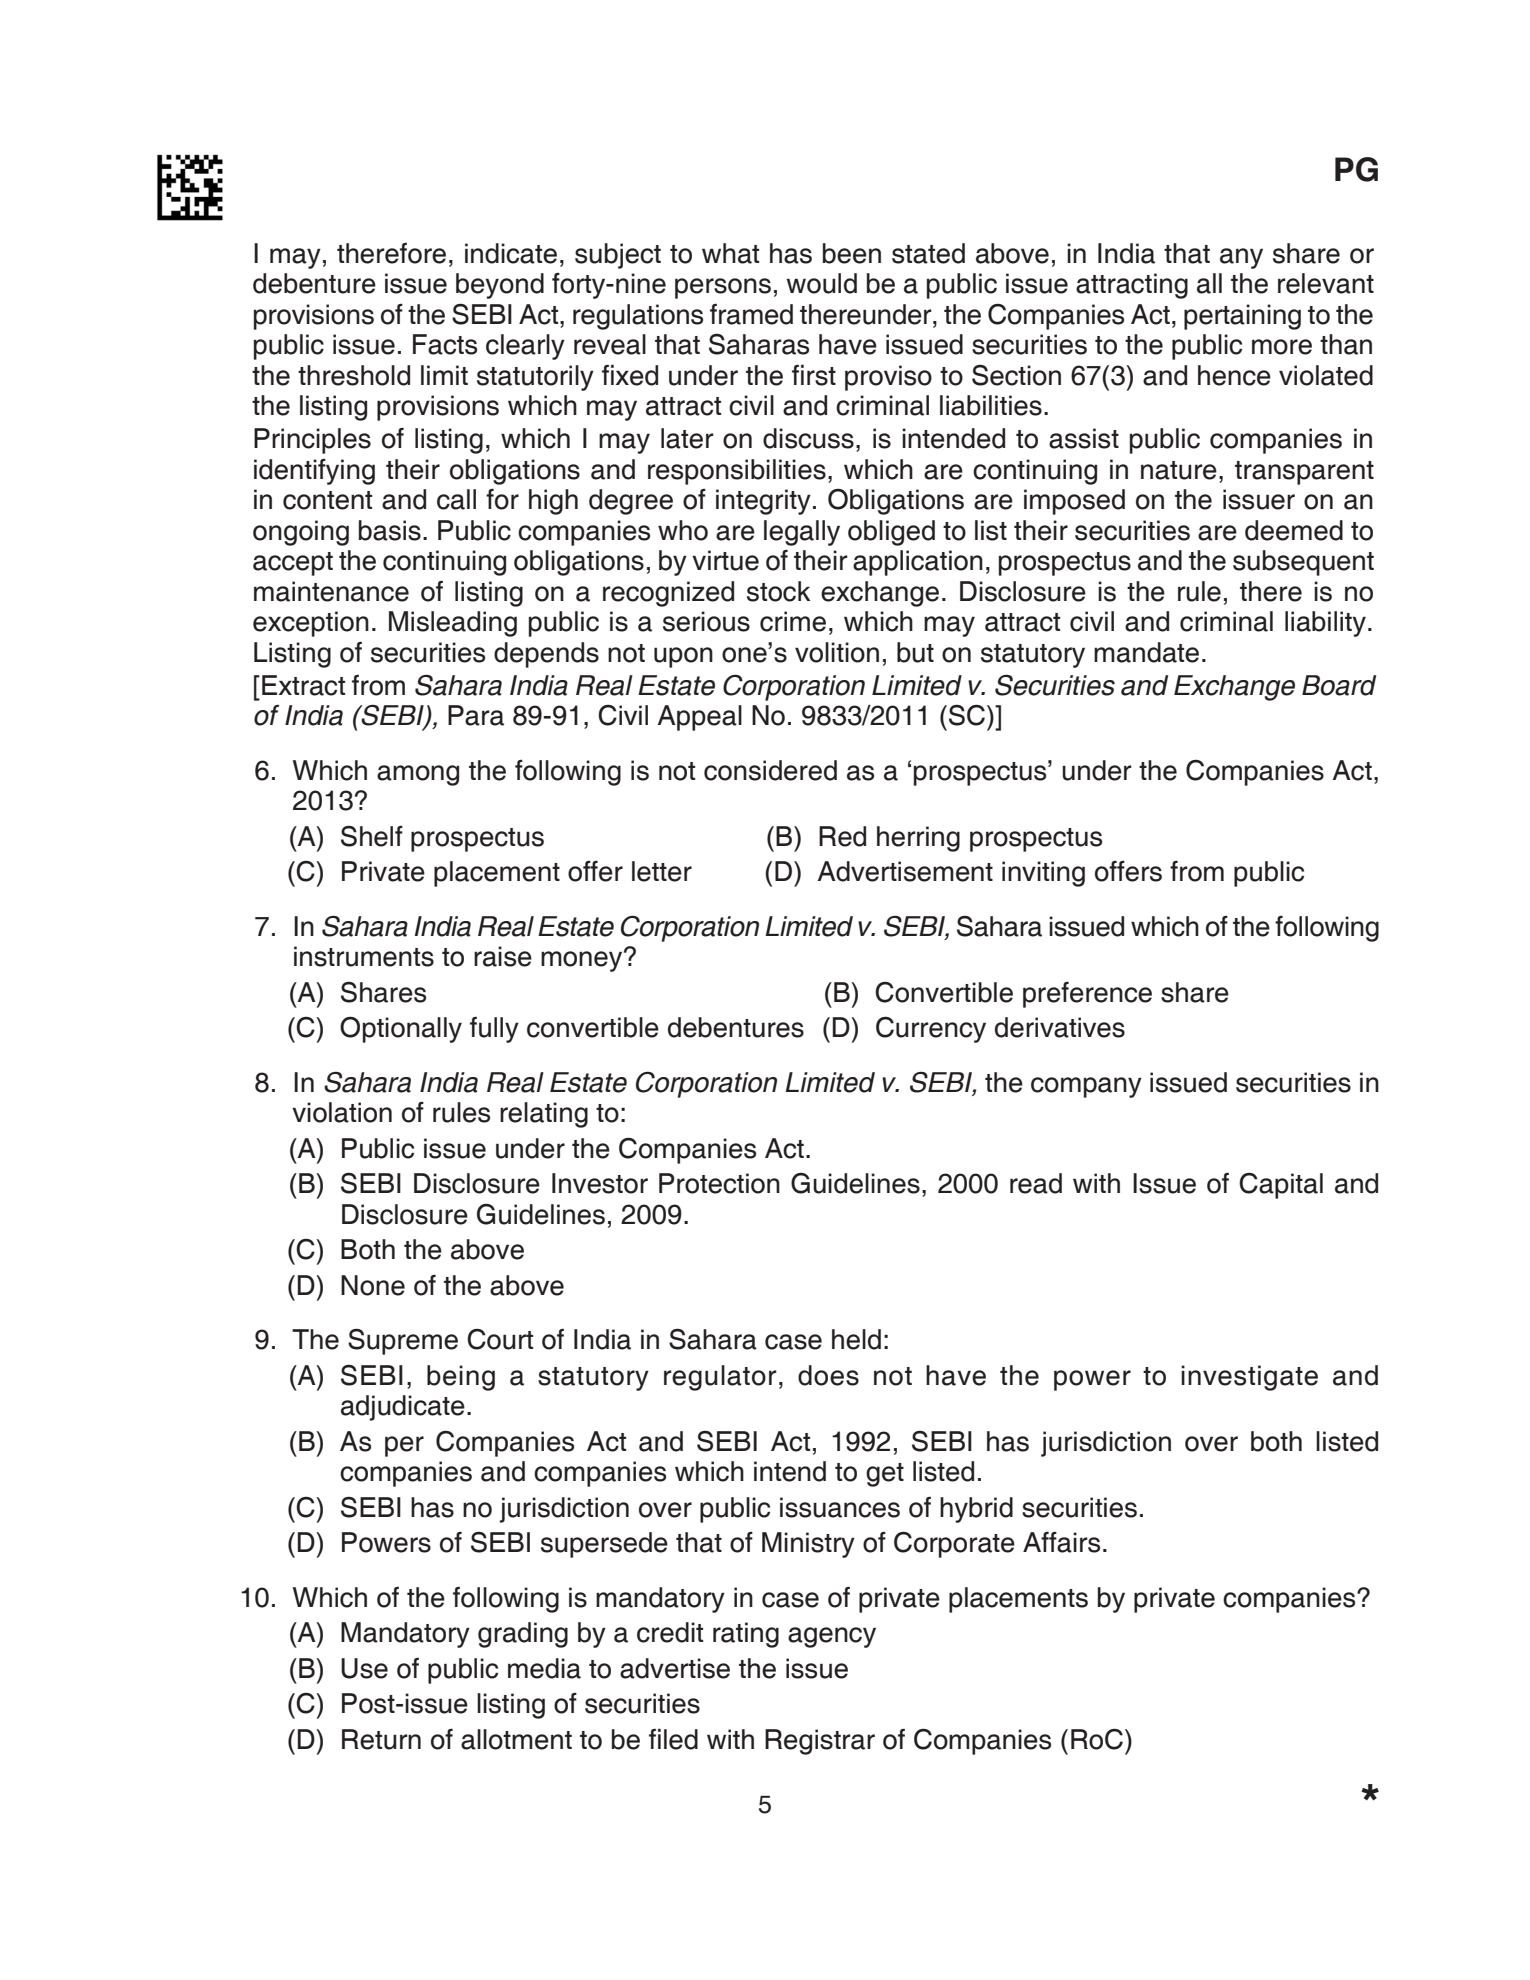 PG
I may, therefore, indicate, subject to what has been stated above, in India that any share or
debenture issue beyond forty-nine persons, would be a public issue attracting all the relevant
provisions of the SEBI Act, regulations framed thereunder, the Companies Act, pertaining to the
public issue. Facts clearly reveal that Saharas have issued securities to the public more than
the threshold limit statutorily fixed under the first proviso to Section 67(3) and hence violated
the listing provisions which may attract civil and criminal liabilities.
Principles of listing, which I may later on discuss, is intended to assist public companies in
identifying their obligations and responsibilities, which are continuing in nature, transparent
in content and call for high degree of integrity. Obligations are imposed on the issuer on an
ongoing basis. Public companies who are legally obliged to list their securities are deemed to
accept the continuing obligations, by virtue of their application, prospectus and the subsequent
maintenance of listing on a recognized stock exchange. Disclosure is the rule, there is no
exception. Misleading public is a serious crime, which may attract civil and criminal liability.
Listing of securities depends not upon one’s volition, but on statutory mandate.
[Extract from Sahara India Real Estate Corporation Limited v. Securities and Exchange Board
of India (SEBI), Para 89-91, Civil Appeal No. 9833/2011 (SC)]
6. Which among the following is not considered as a ‘prospectus’ under the Companies Act,
2013?
(A) Shelf prospectus (B) Red herring prospectus
(C) Private placement offer letter (D) Advertisement inviting offers from public
7. In Sahara India Real Estate Corporation Limited v. SEBI, Sahara issued which of the following
instruments to raise money?
(A) Shares (B) Convertible preference share
(C) Optionally fully convertible debentures (D) Currency derivatives
8. In Sahara India Real Estate Corporation Limited v. SEBI, the company issued securities in
violation of rules relating to:
(A) Public issue under the Companies Act.
(B) SEBI Disclosure Investor Protection Guidelines, 2000 read with Issue of Capital and
Disclosure Guidelines, 2009.
(C) Both the above
(D) None of the above
9. The Supreme Court of India in Sahara case held:
(A) SEBI, being a statutory regulator, does not have the power to investigate and
adjudicate.
(B) As per Companies Act and SEBI Act, 1992, SEBI has jurisdiction over both listed
companies and companies which intend to get listed.
(C) SEBI has no jurisdiction over public issuances of hybrid securities.
(D) Powers of SEBI supersede that of Ministry of Corporate Affairs.
10. Which of the following is mandatory in case of private placements by private companies?
(A) Mandatory grading by a credit rating agency
(B) Use of public media to advertise the issue
(C) Post-issue listing of securities
(D) Return of allotment to be filed with Registrar of Companies (RoC)
5 *